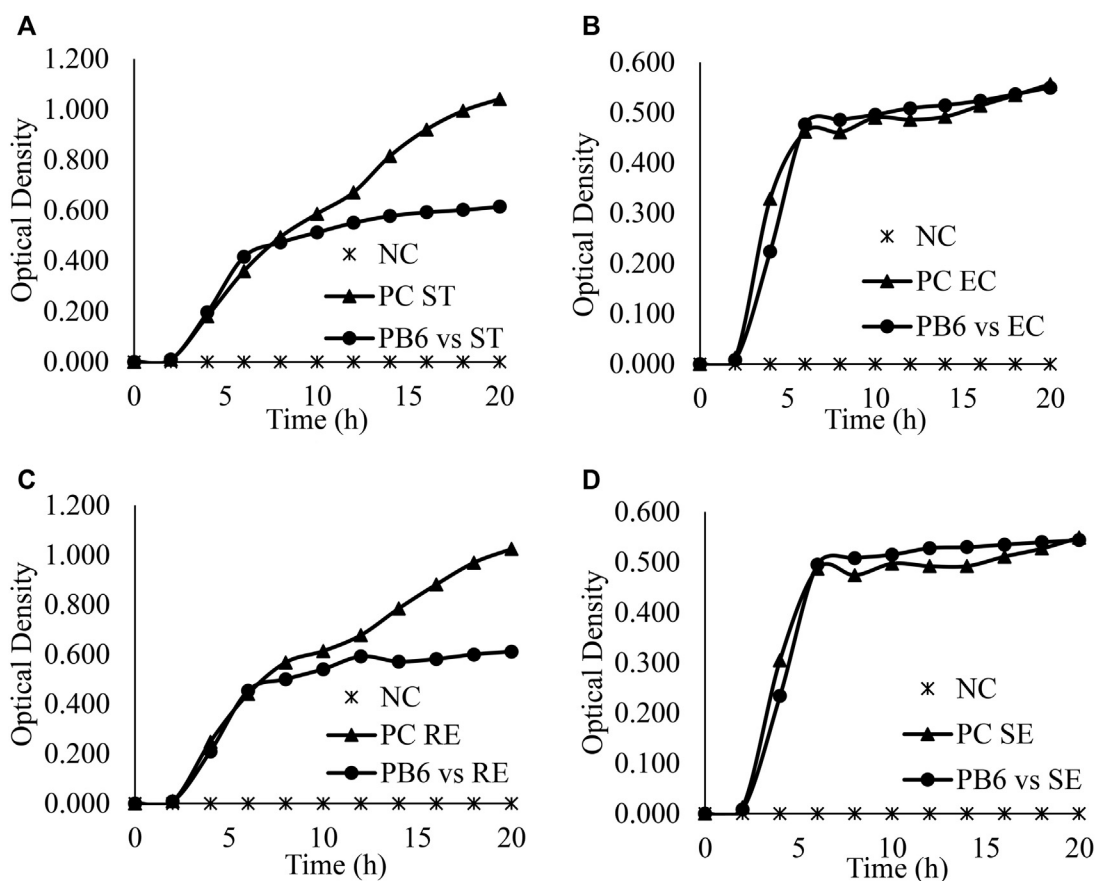 A
1.200
1.000
0.800
0.600
0.400
0.200
0.000
Optical Density
NC
PC ST
PB6 vs ST
0 5 10 15 20
Time (h)
B
0.600
0.500
0.400
0.300
0.200
0.100
0.000
Optical Density
NC
PC EC
PB6 vs EC
0 5 10 15 20
Time (h)
C
1.200
1.000
0.800
0.600
0.400
0.200
0.000
Optical Density
NC
PC RE
PB6 vs RE
0 5 10 15 20
Time (h)
D
0.600
0.500
0.400
0.300
0.200
0.100
0.000
Optical Density
NC
PC SE
PB6 vs SE
0 5 10 15 20
Time (h)